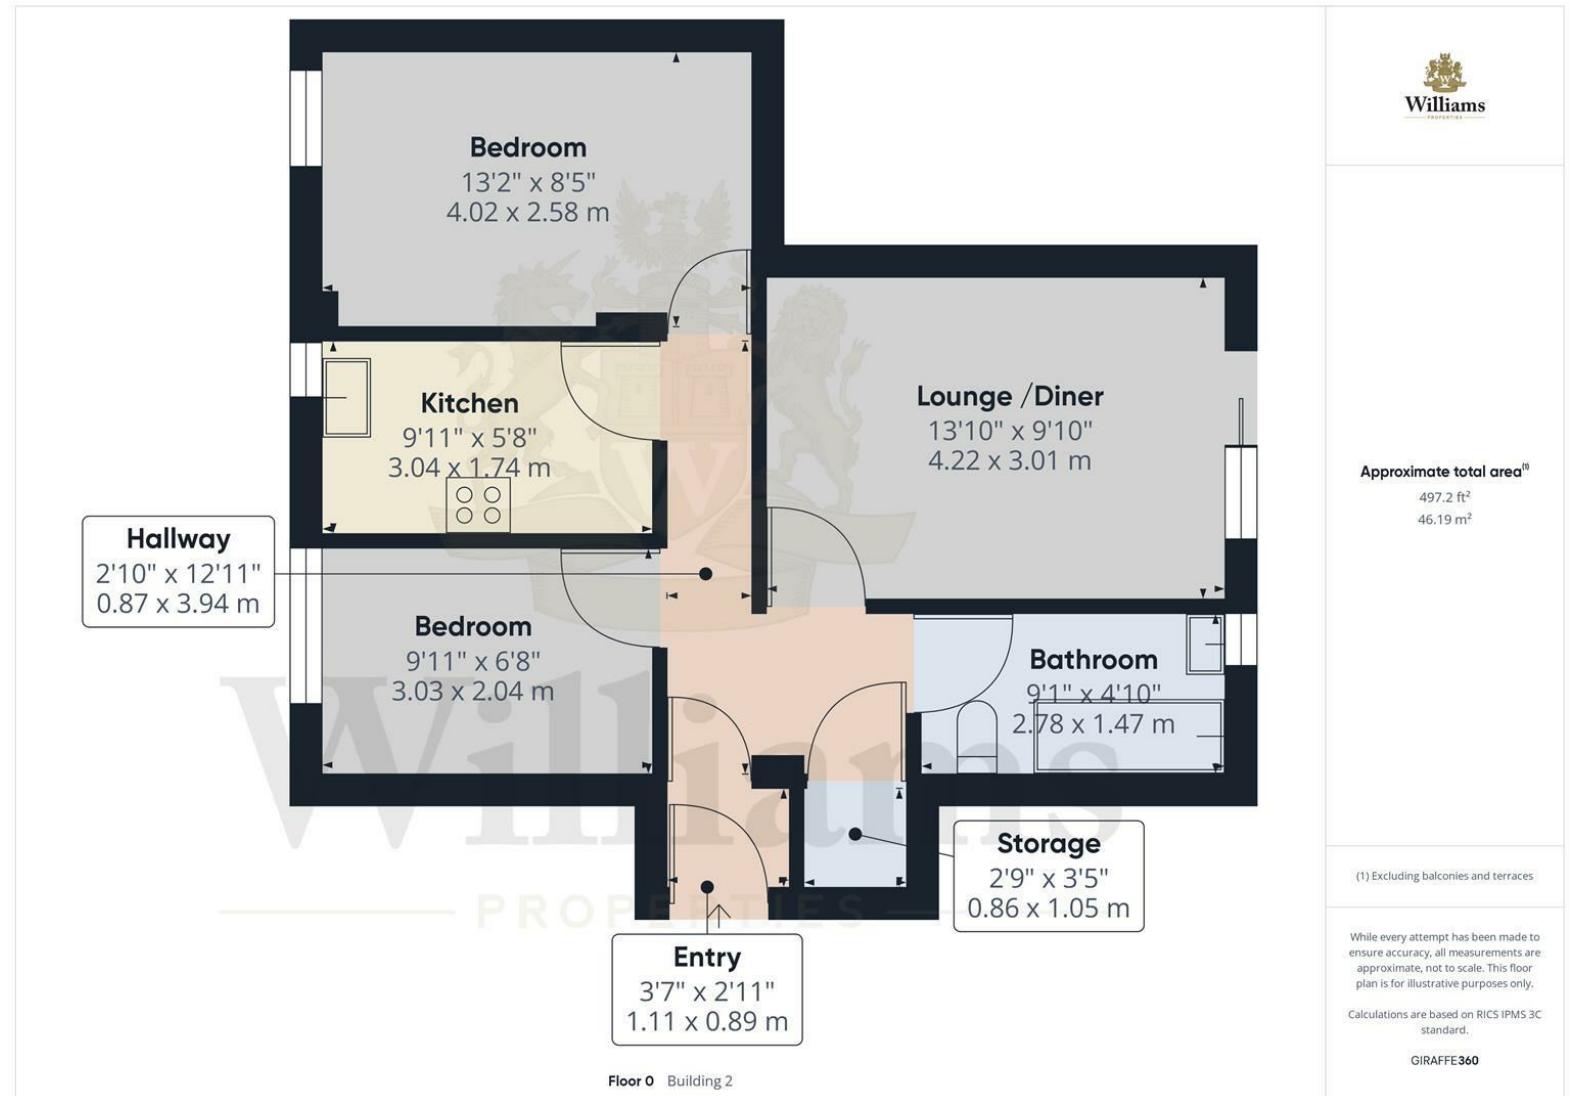 Bedroom
13'2" x 8'5"
4.02 x 2.58 m
Kitchen
9'11" x 5'8"
3.04 x 1.74 m
Lounge /Diner
13'10" x 9'10"
4.22 x 3.01 m
Hallway
2'10" x 12'11"
0.87 x 3.94 m
Bedroom
9'11" x 6'8"
3.03 x 2.04 m
Bathroom
9'1" x 4'10"
2.78 x 1.47 m
Storage
2'9" x 3'5"
0.86 x 1.05 m
Entry
3'7" x 2'11"
1.11 x 0.89 m
W
Williams
PROPERTIES
Floor 0 Building 2
W
Williams
PROPERTIES
Approximate total area(1)
497.2 ft²
46.19 m²
(1) Excluding balconies and terraces
While every attempt has been made to
ensure accuracy, all measurements are
approximate, not to scale. This floor
plan is for illustrative purposes only.
Calculations are based on RICS IPMS 3C
standard.
GIRAFFE360